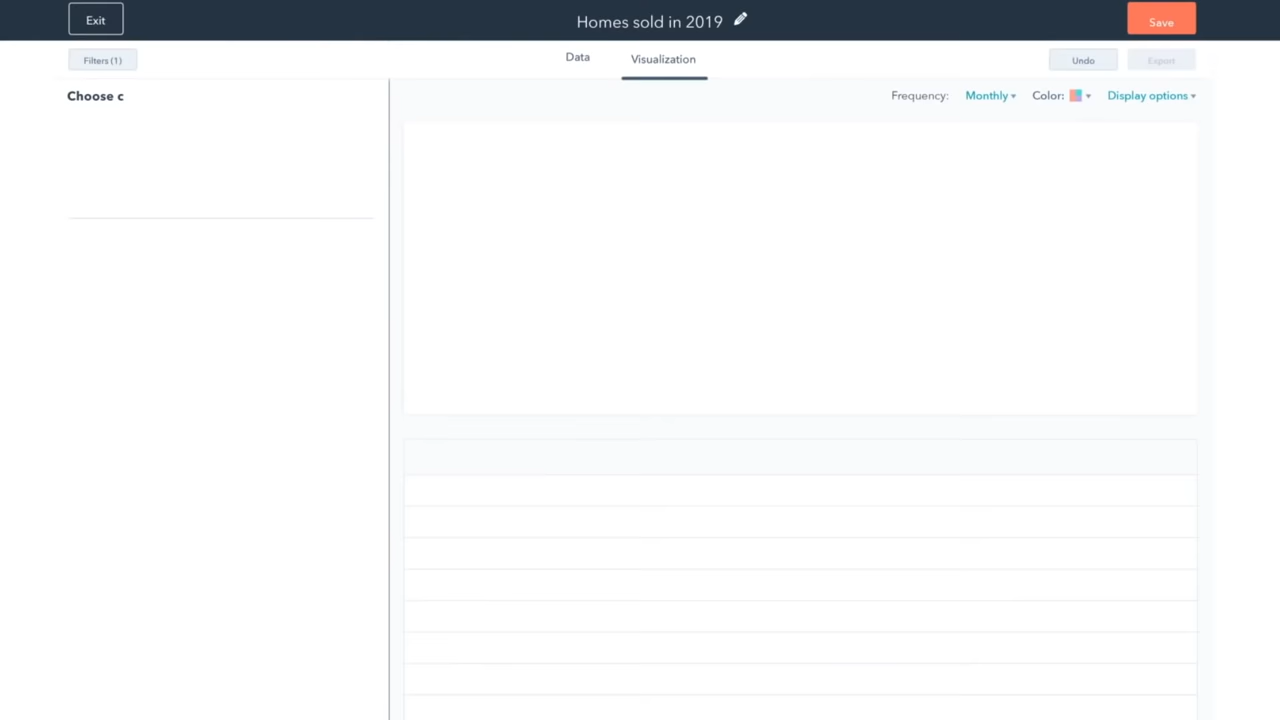 Exit
Homes sold in 2019
Save
Filters (1)
Data
Visualization
Undo
Export
Choose c
Frequency: Monthly
Color:
Display options